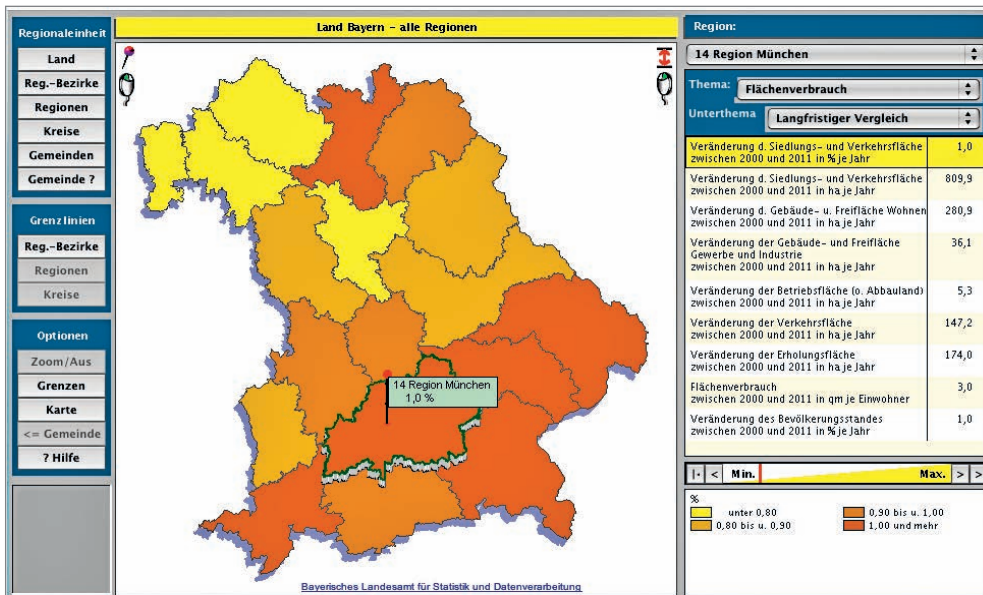 Regionaleinheit
Land
Reg.-Bezirke
Regionen
Kreise
Gemeinden
Gemeinde ?
Grenzlinien
Reg.-Bezirke
Regionen
Kreise
Optionen
Zoom/Aus
Grenzen
Karte
<= Gemeinde
? Hilfe
Land Bayern - alle Regionen
14 Region München
1,0 %
Bayerisches Landesamt für Statistik und Datenverarbeitung
Region:
14 Region München
Thema: Flächenverbrauch
Unterthema Langfristiger Vergleich
Veränderung d. Siedlungs- und Verkehrsfläche 1,0
zwischen 2000 und 2011 in % je Jahr
Veränderung d. Siedlungs- und Verkehrsfläche 809,9
zwischen 2000 und 2011 in ha je Jahr
Veränderung d. Gebäude- u. Freifläche Wohnen 280,9
zwischen 2000 und 2011 in ha je Jahr
Veränderung der Gebäude- und Freifläche 36,1
Gewerbe und Industrie
zwischen 2000 und 2011 in ha je Jahr
Veränderung der Betriebsfläche (o. Abbauland) 5,3
zwischen 2000 und 2011 in ha je Jahr
Veränderung der Verkehrsfläche 147,2
zwischen 2000 und 2011 in ha je Jahr
Veränderung der Erholungsfläche 174,0
zwischen 2000 und 2011 in ha je Jahr
Flächenverbrauch 3,0
zwischen 2000 und 2011 in qm je Einwohner
Veränderung des Bevölkerungsstandes 1,0
zwischen 2000 und 2011 in % je Jahr
|< < Min. Max. > >
%
unter 0,80 0,90 bis u. 1,00
0,80 bis u. 0,90 1,00 und mehr